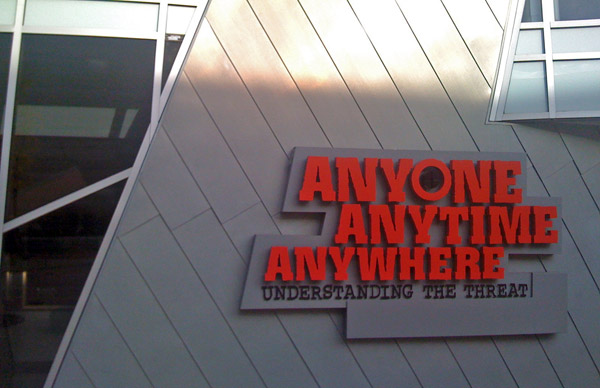 ANYONE
ANYTIME
ANYWHERE
UNDERSTANDING THE THREAT